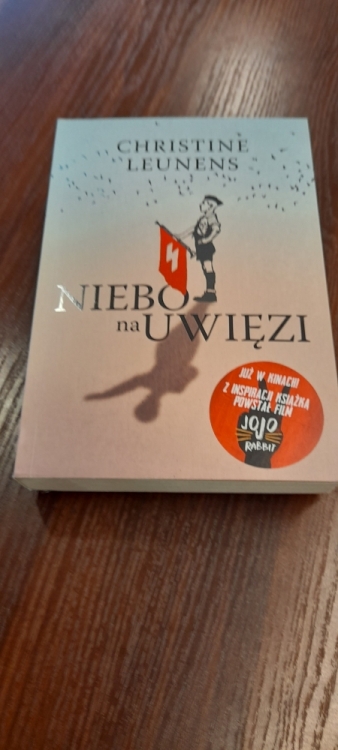 CHRISTINE
LEUNENS
NIEBO
na UWIĘZI
JUŻ W KINACH!
Z INSPIRACJI KSIĄŻKĄ
POWSTAŁ FILM
JOJO
RABBIT